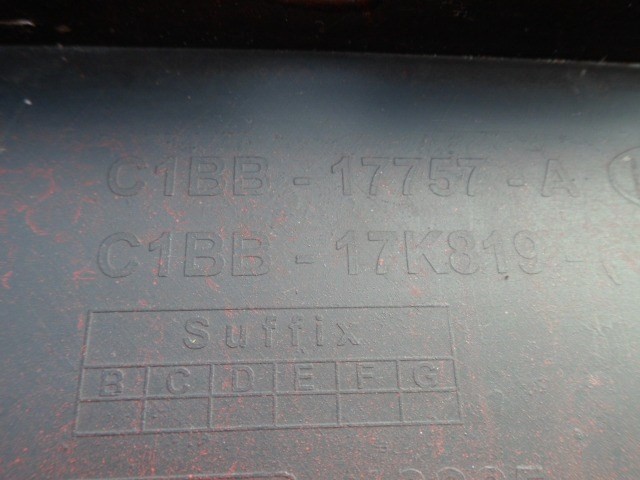 C1BB - 17757 - A
C1BB - 17K819 -
Suffix
B C D E F G